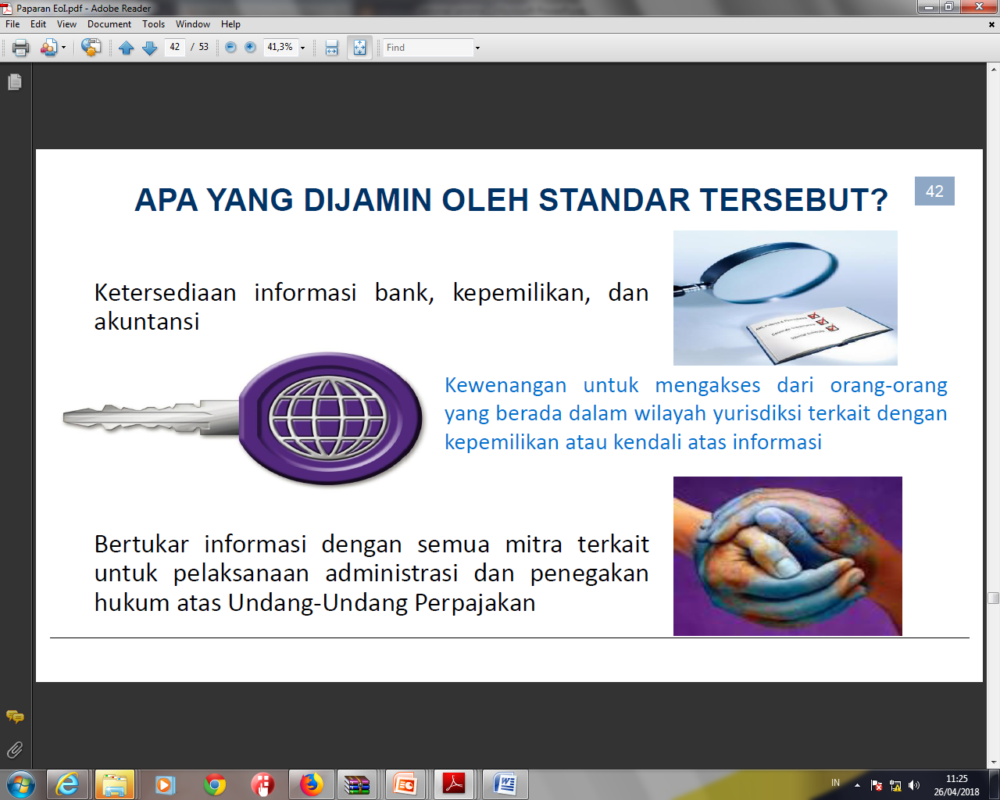 Paparan EoI.pdf - Adobe Reader
File Edit View Document Tools Window Help
42 / 53 41,3% Find
APA YANG DIJAMIN OLEH STANDAR TERSEBUT?
42
Ketersediaan informasi bank, kepemilikan, dan
akuntansi
Kewenangan untuk mengakses dari orang-orang
yang berada dalam wilayah yurisdiksi terkait dengan
kepemilikan atau kendali atas informasi
Bertukar informasi dengan semua mitra terkait
untuk pelaksanaan administrasi dan penegakan
hukum atas Undang-Undang Perpajakan
IN
11:25
26/04/2018